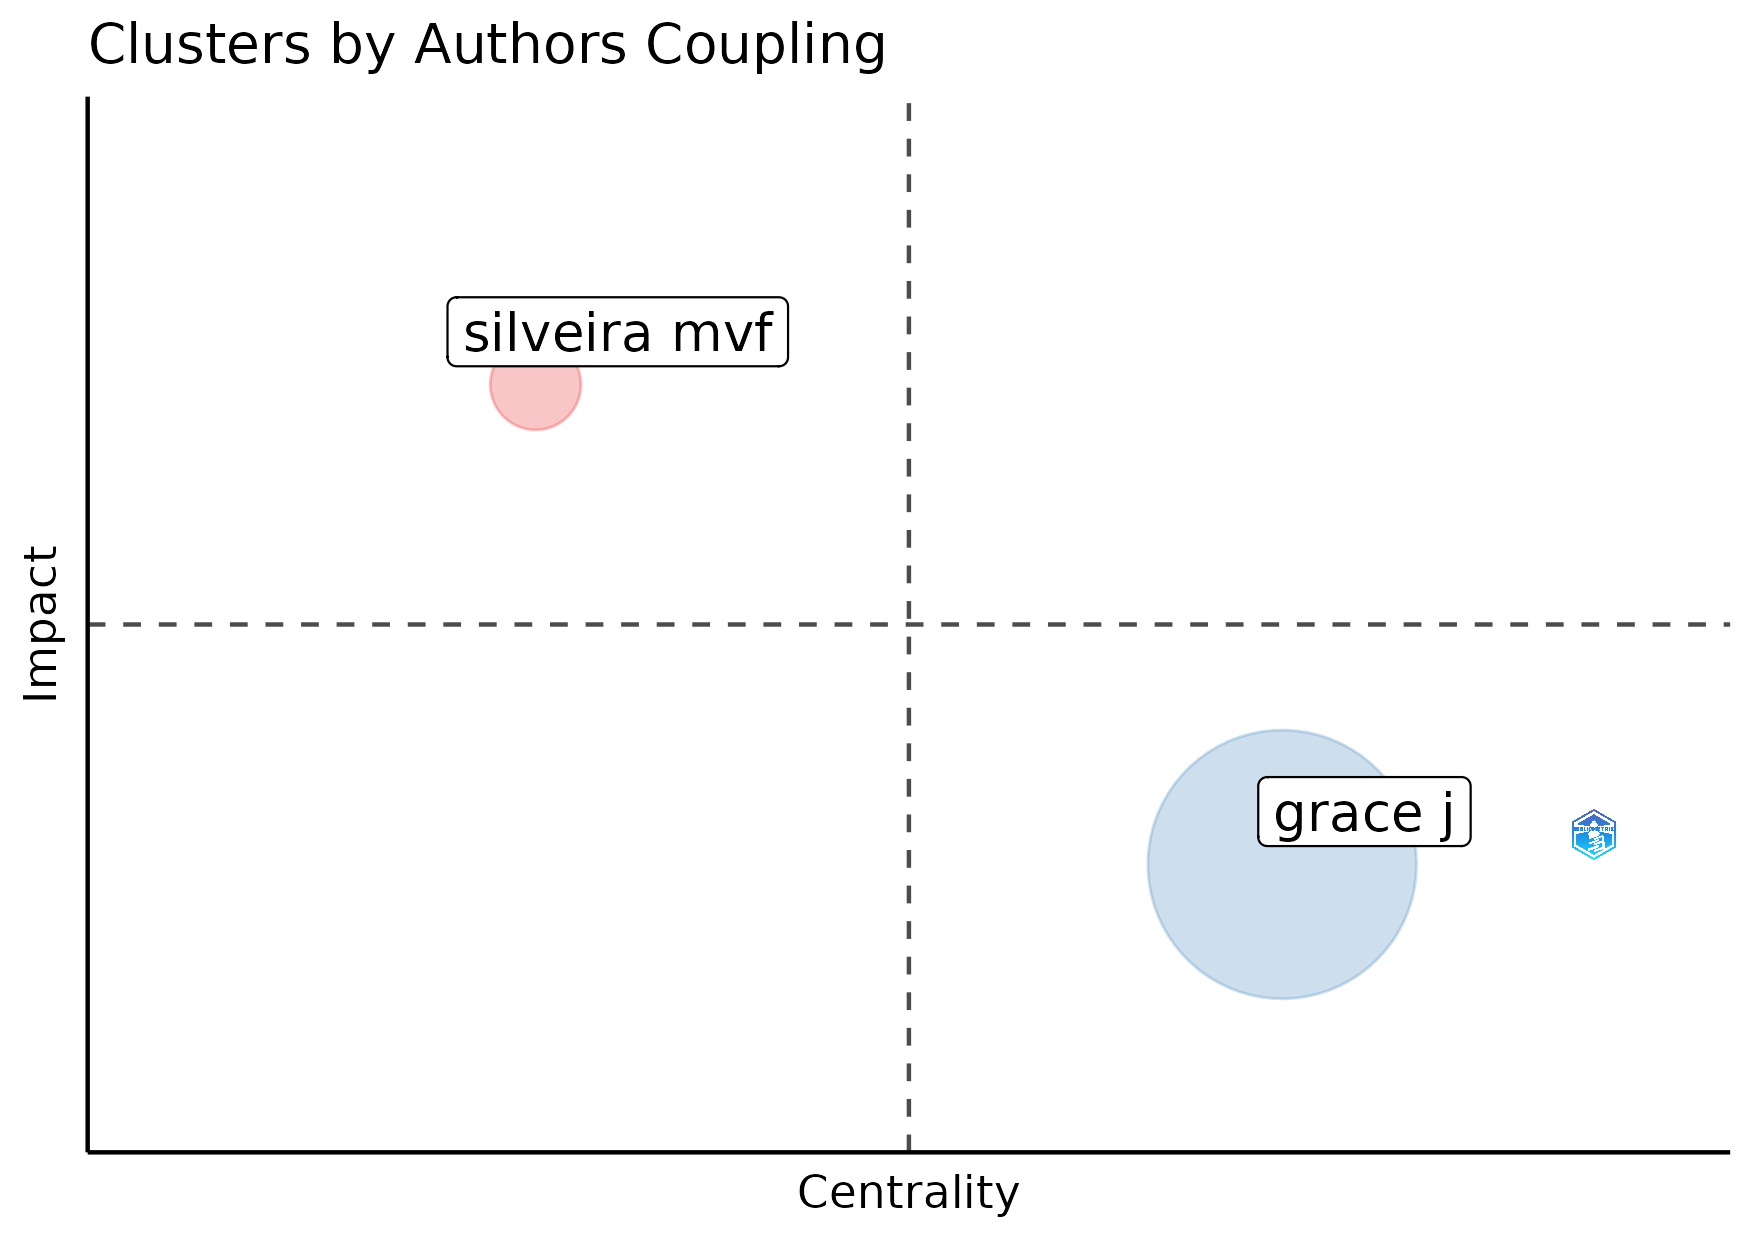 Clusters by Authors Coupling
silveira mvf
Impact
grace j
Centrality